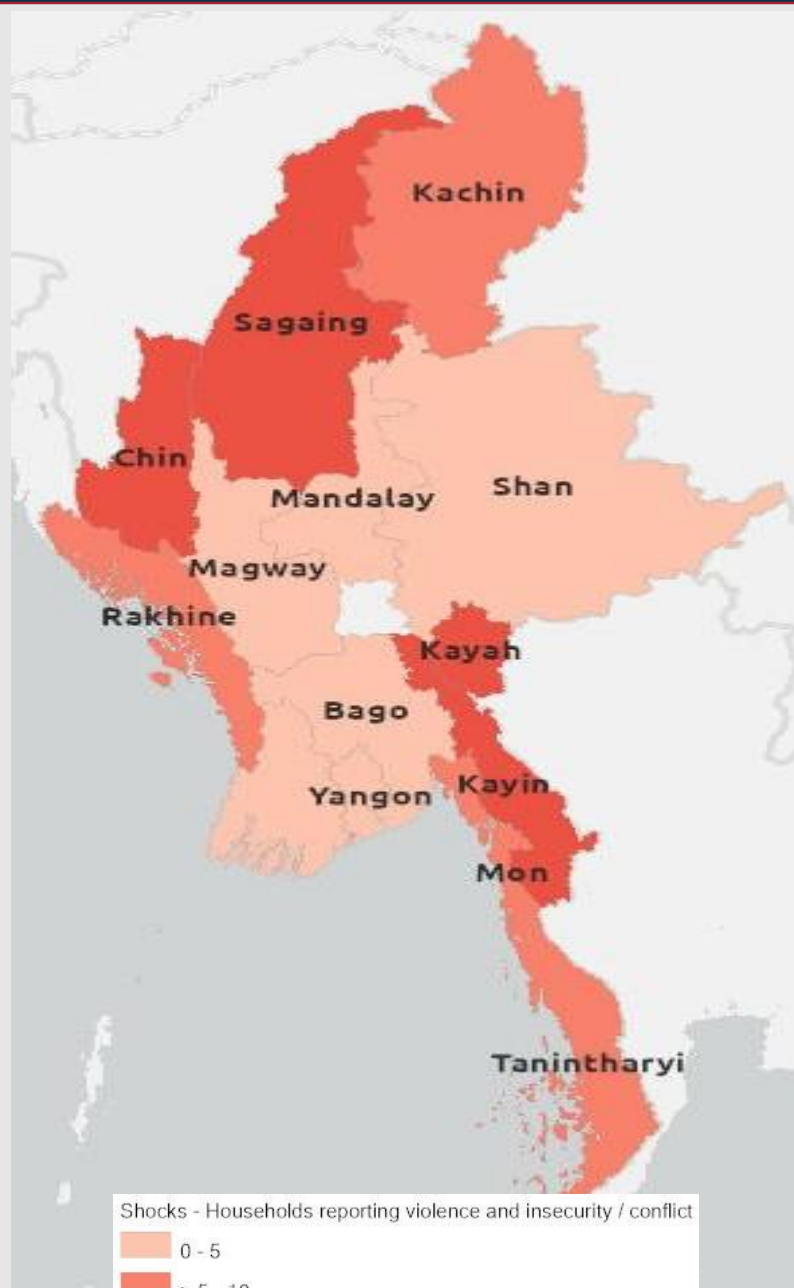 Kachin
Sagaing
Chin
Shan
Mandalay
Magway
Rakhine
Kayah
Bago
Kayin
Yangon
Mon
Tanintharyi
Shocks - Households reporting violence and insecurity / conflict
0 - 5